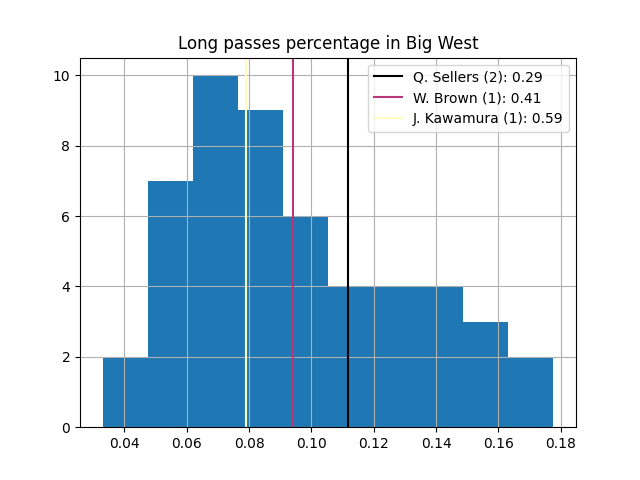 Long passes percentage in Big West
Q. Sellers (2): 0.29
W. Brown (1): 0.41
J. Kawamura (1): 0.59
10
8
6
4
2
0
0.04 0.06 0.08 0.10 0.12 0.14 0.16 0.18